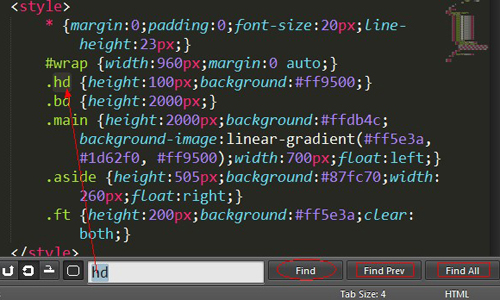 <style>
* {margin:0;padding:0;font-size:20px;line-
height:23px;}
#wrap {width:960px;margin:0 auto;}
.hd {height:100px;background:#ff9500;}
.bd {height:2000px;}
.main {height:2000px;background:#ffdb4c;
background-image:linear-gradient(#ff5e3a,
#1d62f0, #ff9500);width:700px;float:left;}
.aside {height:505px;background:#87fc70;width:
260px;float:right;}
.ft {height:200px;background:#ff5e3a;clear:
both;}
</style>
hd Find Find Prev Find All
Tab Size: 4 HTML